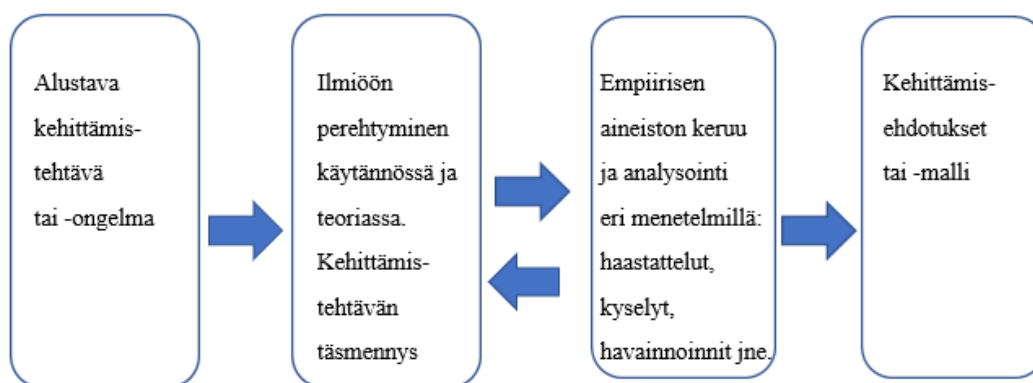 Alustava
kehittämis-
tehtävä
tai -ongelma
Ilmiöön
perehtyminen
käytännössä ja
teoriassa.
Kehittämis-
tehtävän
täsmennys
Empiirisen
aineiston keruu
ja analysointi
eri menetelmillä:
haastattelut,
kyselyt,
havainnoinnit jne.
Kehittämis-
ehdotukset
tai -malli